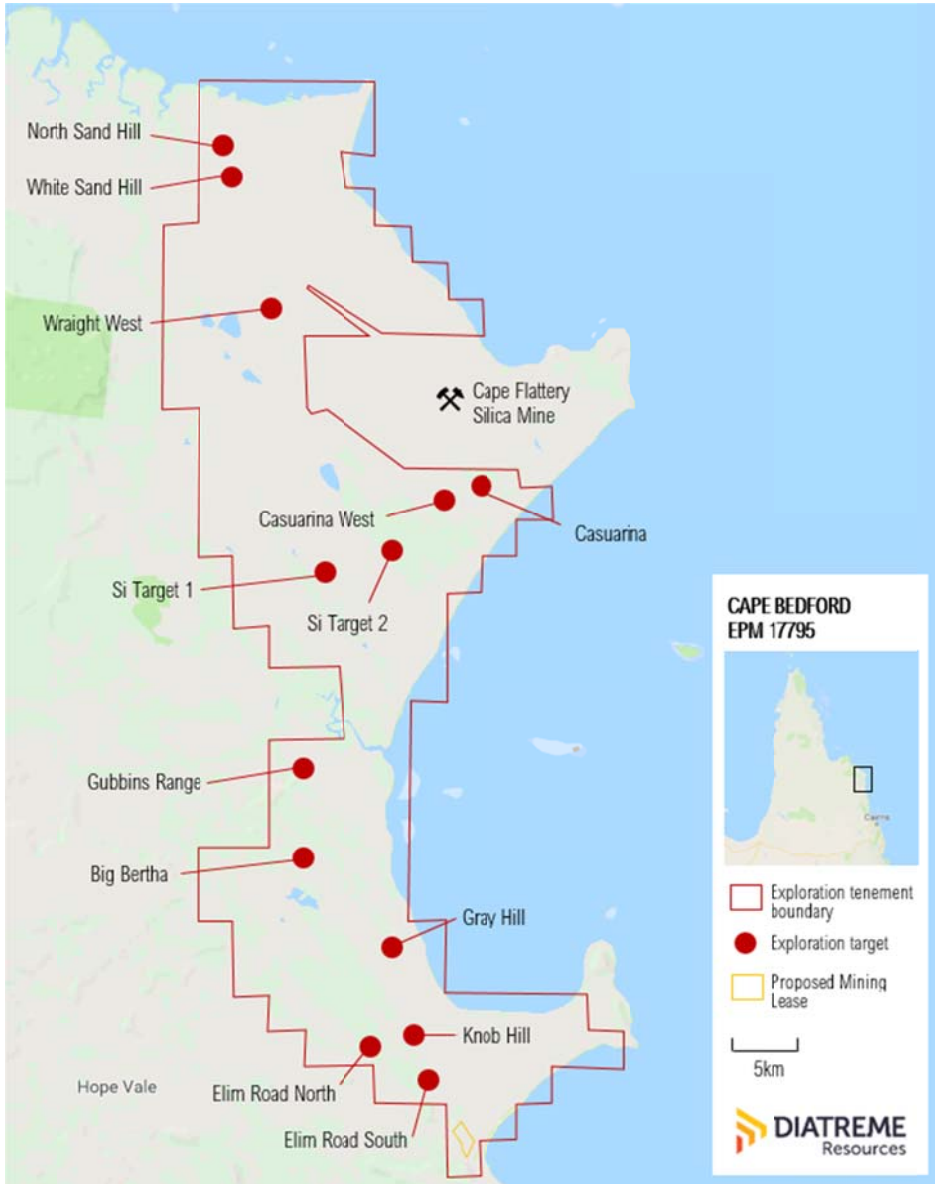 North Sand Hill
White Sand Hill
Wraight West
Cape Flattery
Silica Mine
Casuarina West
Casuarina
Si Target 1
Si Target 2
CAPE BEDFORD
EPM 17795
Cairns
Gubbins Range
Big Bertha
Exploration tenement
boundary
Gray Hill
Exploration target
Proposed Mining
Lease
Knob Hill
5km
Elim Road North
Hope Vale
Elim Road South
DIATREME
Resources